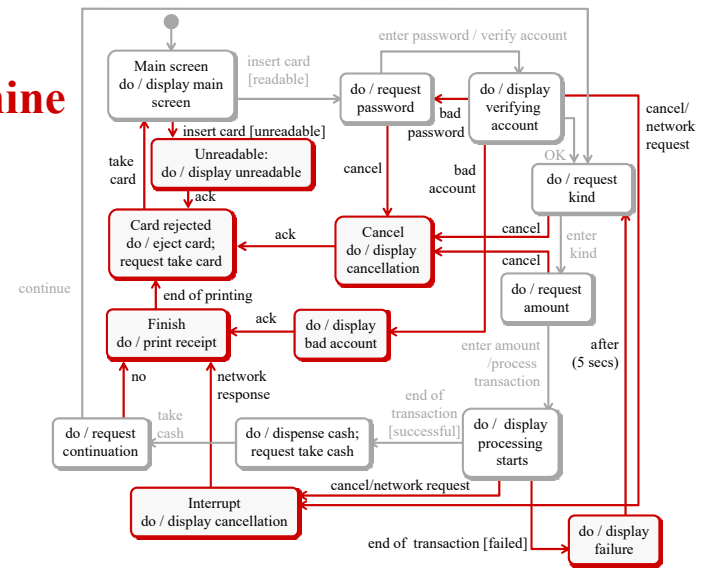 enter password / verify account
Main screen
do / display main
screen
insert card
[readable]
do / request
password
do / display
verifying
account
bad
password
cancel/
network
request
insert card [unreadable]
Unreadable:
do / display unreadable
take
card
ack
cancel
bad
account
OK
do / request
kind
Card rejected
do / eject card;
request take card
ack
Cancel
do / display
cancellation
cancel
enter
kind
cancel
do / request
amount
continue
end of printing
Finish
do / print receipt
ack
do / display
bad account
enter amount
/process
transaction
after
(5 secs)
no
network
response
end of
transaction
[successful]
do / request
continuation
take
cash
do / dispense cash;
request take cash
do / display
processing
starts
cancel/network request
Interrupt
do / display cancellation
end of transaction [failed]
do / display
failure